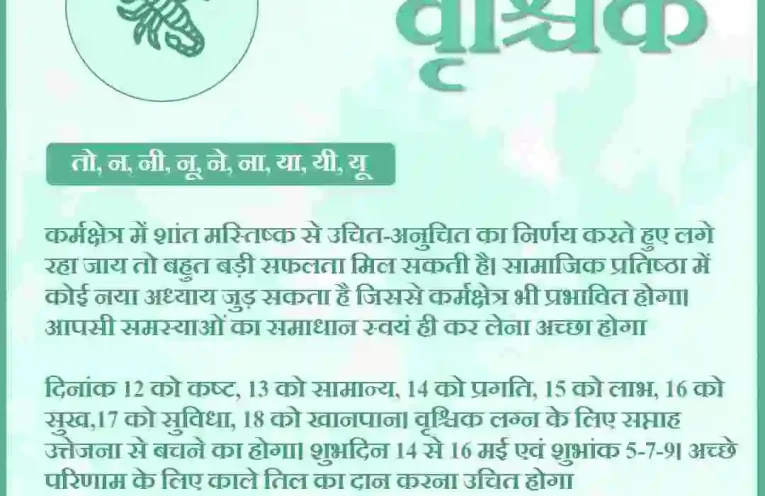 वृश्चिक
तो, न, नी, नू, ने, ना, या, यी, यू
कर्मक्षेत्र में शांत मस्तिष्क से उचित-अनुचित का निर्णय करते हुए लगे
रहा जाय तो बहुत बड़ी सफलता मिल सकती है। सामाजिक प्रतिष्ठा में
कोई नया अध्याय जुड़ सकता है जिससे कर्मक्षेत्र भी प्रभावित होगा।
आपसी समस्याओं का समाधान स्वयं ही कर लेना अच्छा होगा
दिनांक 12 को कष्ट, 13 को सामान्य, 14 को प्रगति, 15 को लाभ, 16 को
सुख,17 को सुविधा, 18 को खानपान। वृश्चिक लग्न के लिए सप्ताह
उत्तेजना से बचने का होगा। शुभदिन 14 से 16 मई एवं शुभांक 5-7-9। अच्छे
परिणाम के लिए काले तिल का दान करना उचित होगा